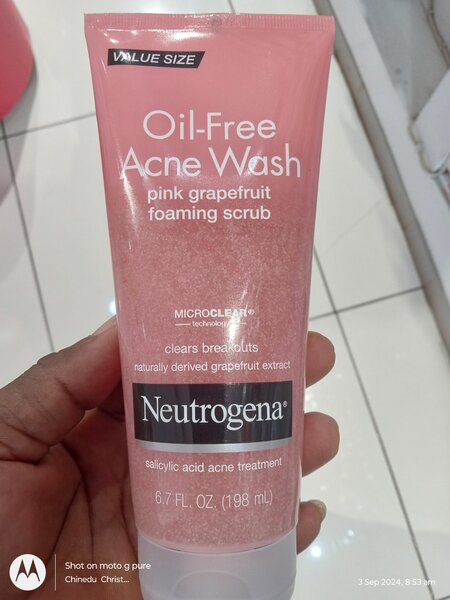 VALUE SIZE
Oil-Free
Acne Wash
pink grapefruit
foaming scrub
MICROCLEAR®
technology
clears breakouts
naturally derived grapefruit extract
Neutrogena®
salicylic acid acne treatment
6.7 FL. OZ. (198 mL)
Shot on moto g pure
Chinedu Christ...
3 Sep 2024, 8:53 am